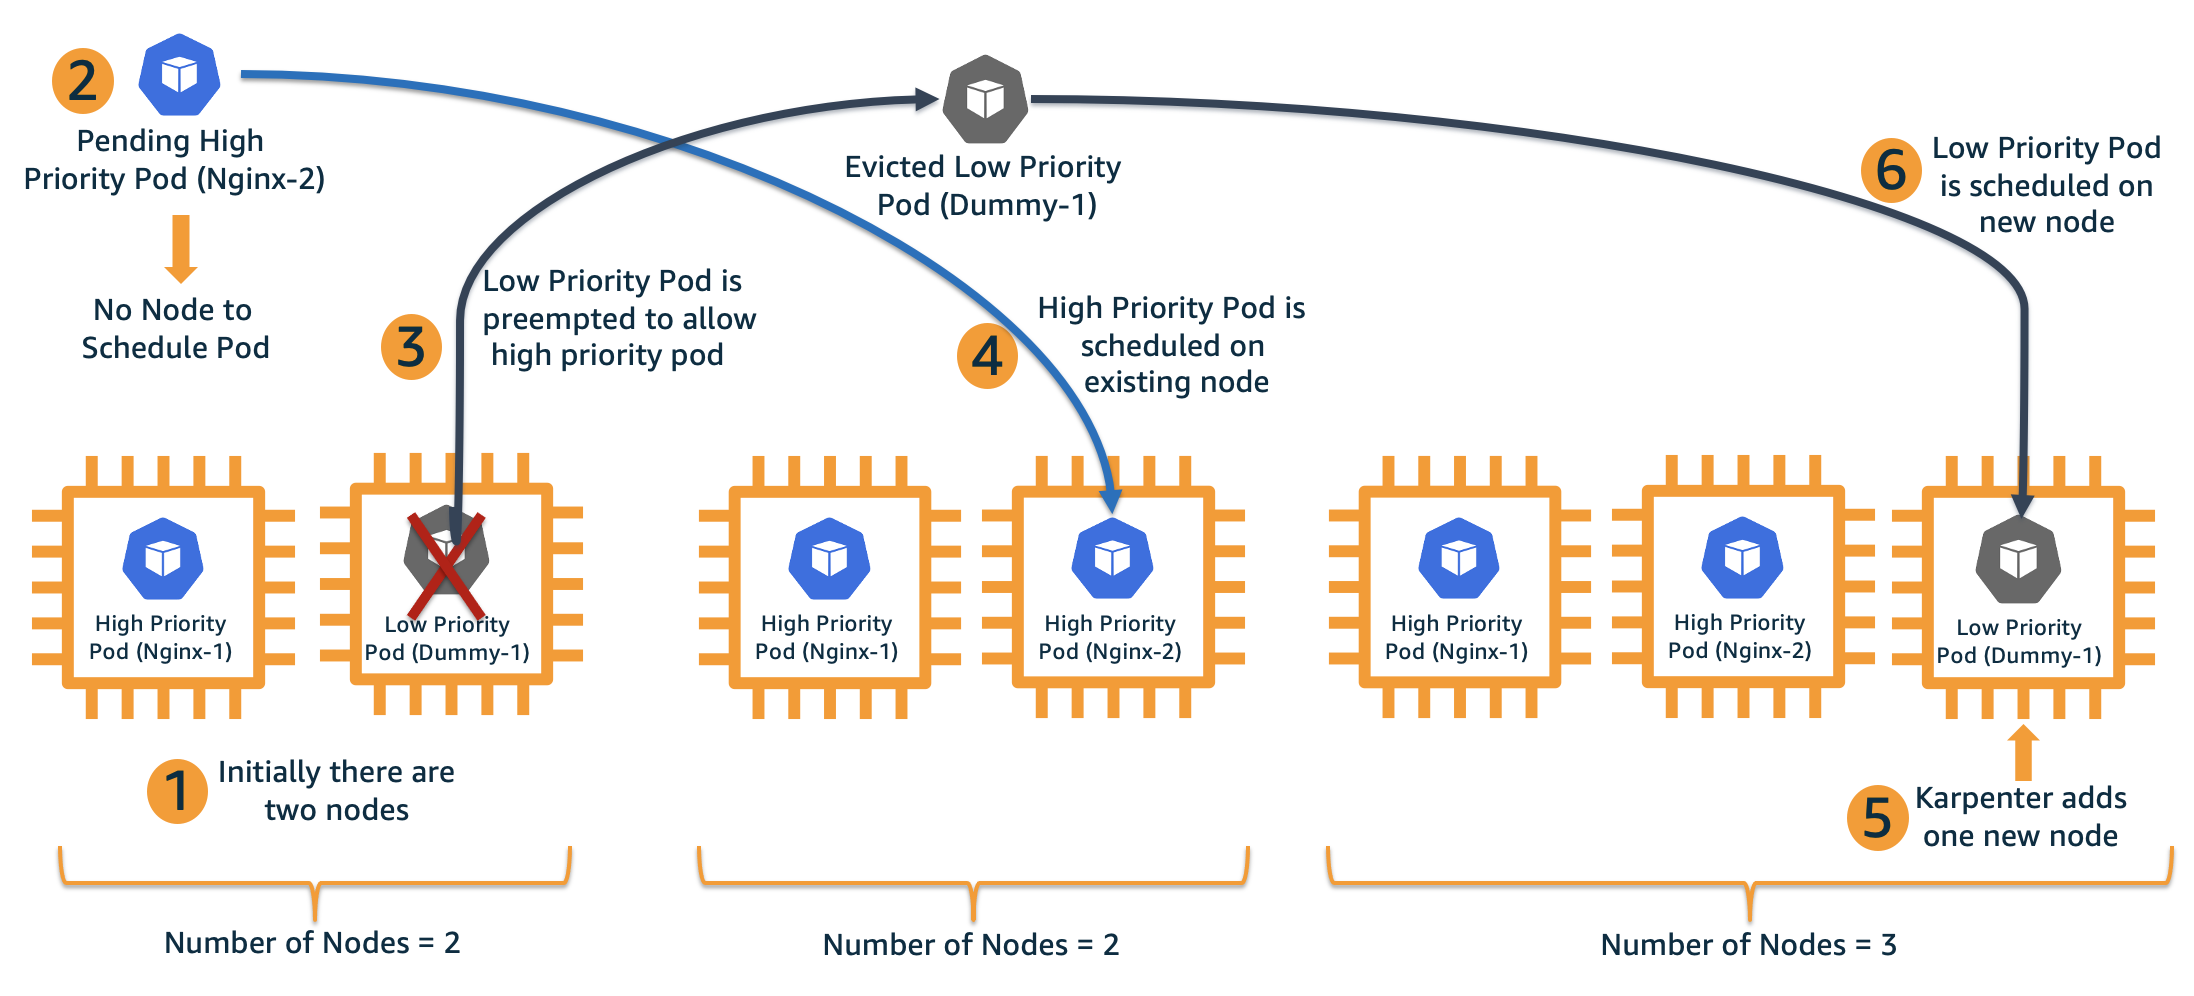 2
Pending High
Priority Pod (Nginx-2)
No Node to
Schedule Pod
3
Low Priority Pod is
preempted to allow
high priority pod
Evicted Low Priority
Pod (Dummy-1)
4
High Priority Pod is
scheduled on
existing node
6
Low Priority Pod
is scheduled on
new node
High Priority
Pod (Nginx-1)
Low Priority
Pod (Dummy-1)
High Priority
Pod (Nginx-1)
High Priority
Pod (Nginx-2)
High Priority
Pod (Nginx-1)
High Priority
Pod (Nginx-2)
Low Priority
Pod (Dummy-1)
1
Initially there are
two nodes
5
Karpenter adds
one new node
Number of Nodes = 2
Number of Nodes = 2
Number of Nodes = 3